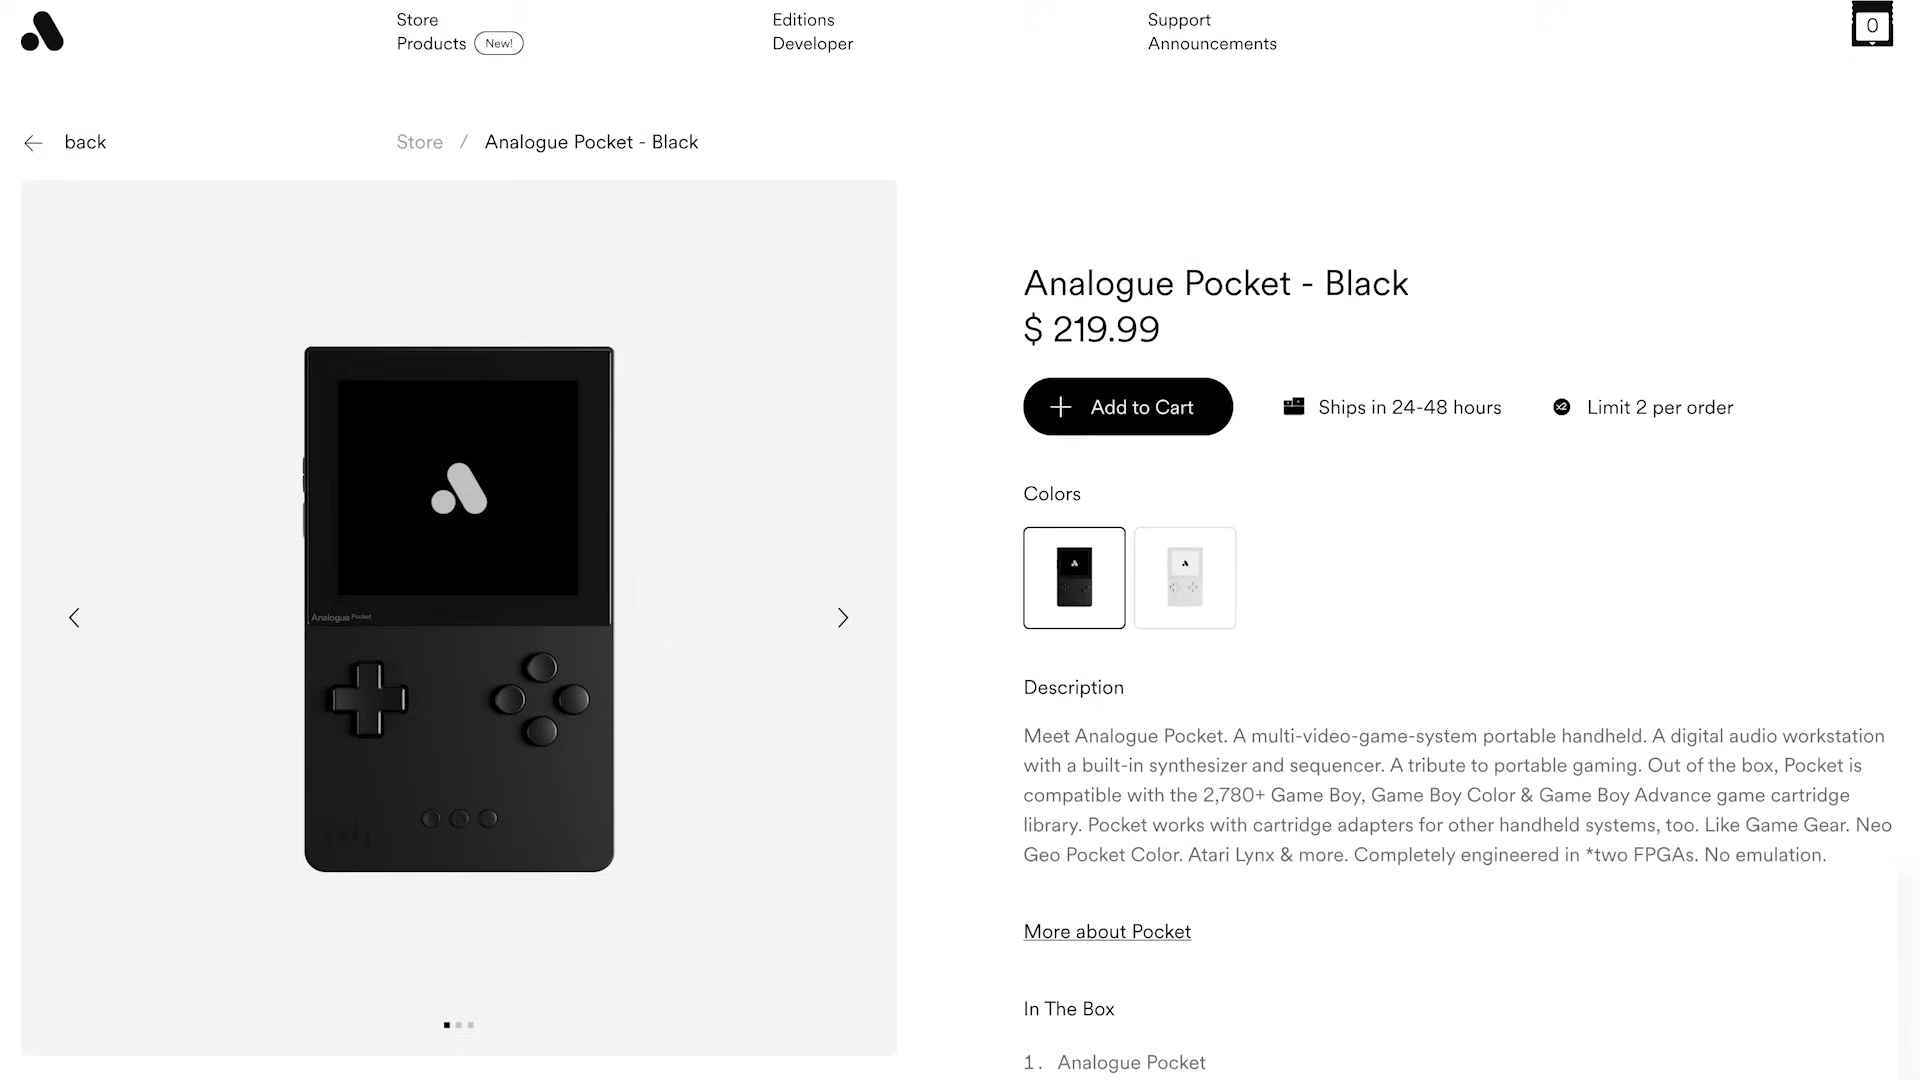 Store
Products New!
Editions
Developer
Support
Announcements
0
back
Store / Analogue Pocket - Black
Analogue Pocket
Analogue Pocket - Black
$ 219.99
Add to Cart
Ships in 24-48 hours
x2 Limit 2 per order
Colors
Description
Meet Analogue Pocket. A multi-video-game-system portable handheld. A digital audio workstation
with a built-in synthesizer and sequencer. A tribute to portable gaming. Out of the box, Pocket is
compatible with the 2,780+ Game Boy, Game Boy Color & Game Boy Advance game cartridge
library. Pocket works with cartridge adapters for other handheld systems, too. Like Game Gear. Neo
Geo Pocket Color. Atari Lynx & more. Completely engineered in *two FPGAs. No emulation.
More about Pocket
In The Box
1. Analogue Pocket